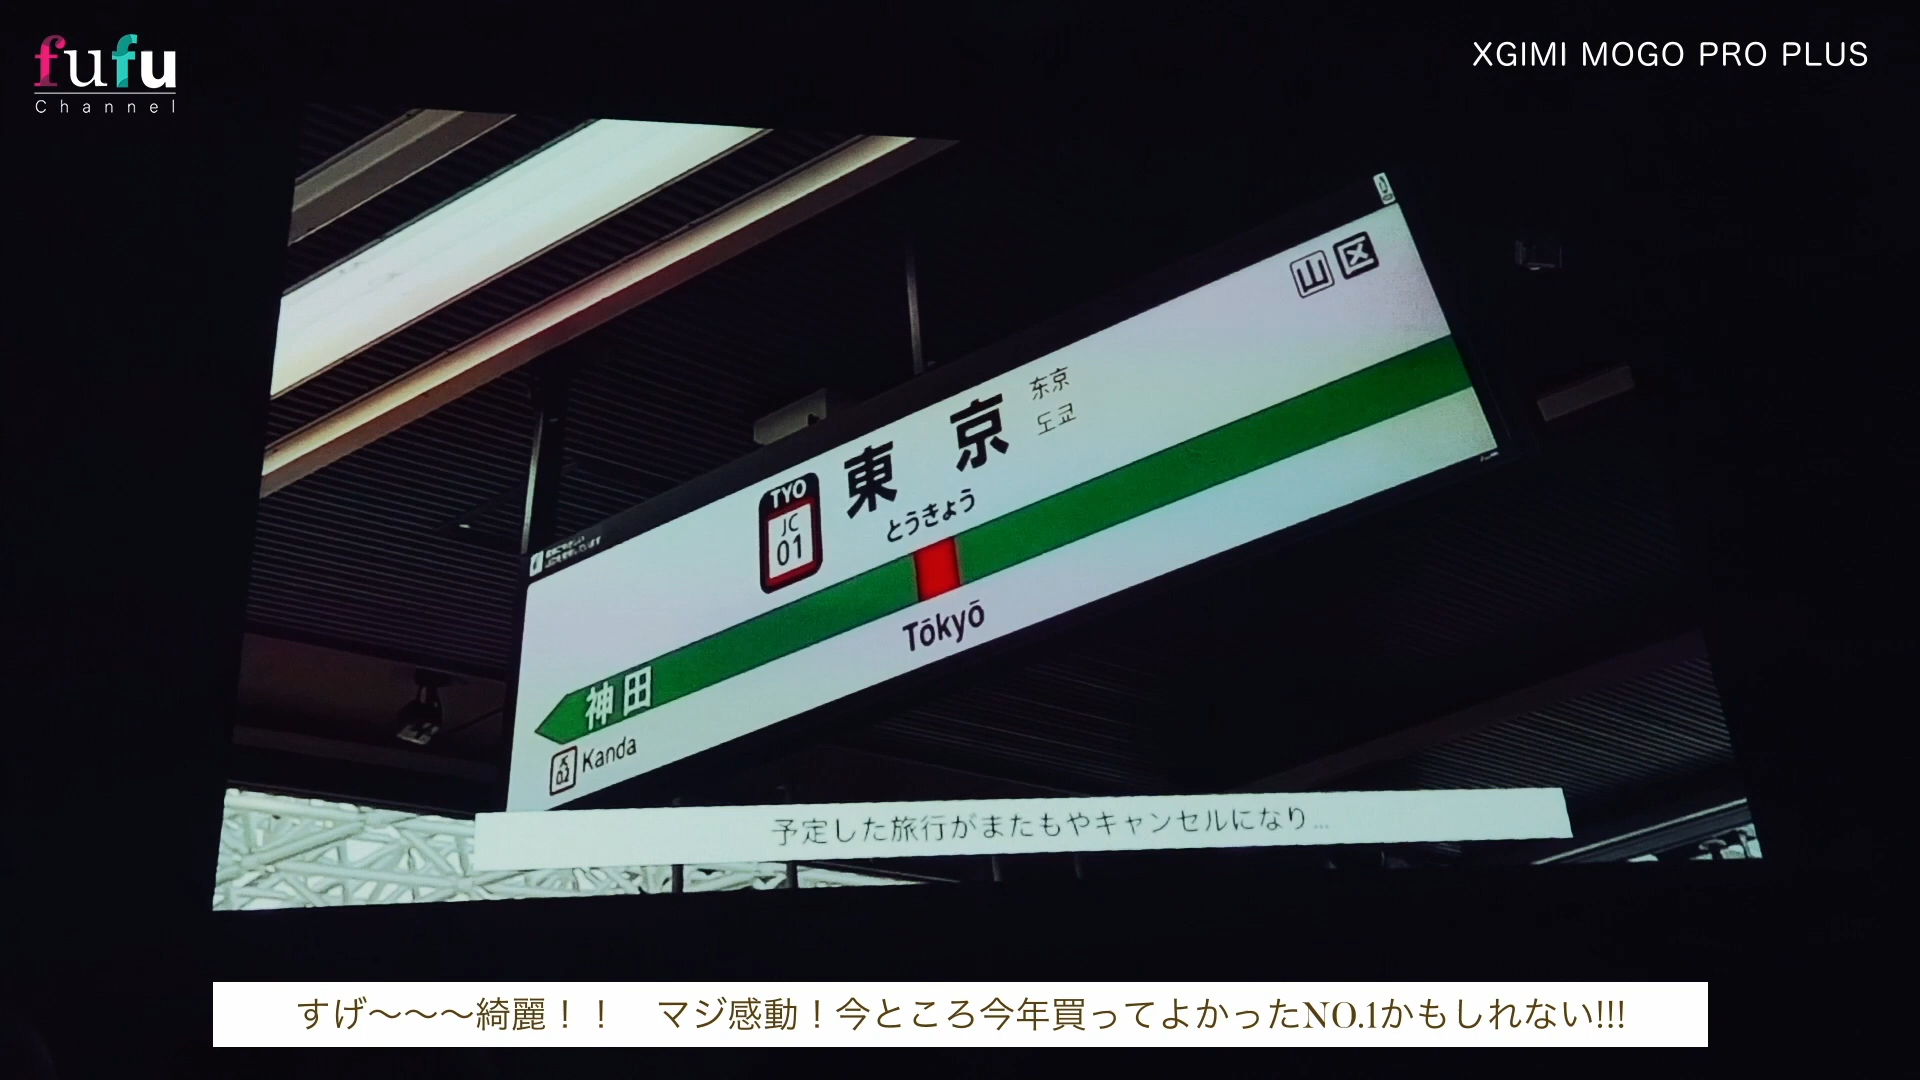 fufu
Channel
XGIMI MOGO PRO PLUS
山 区
东京
도쿄
東京
TYO
JC
01
とうきょう
Tōkyō
神田
Kanda
予定した旅行がまたもやキャンセルになり...
すげ〜〜〜綺麗！！　マジ感動！今ところ今年買ってよかったNO.1かもしれない!!!